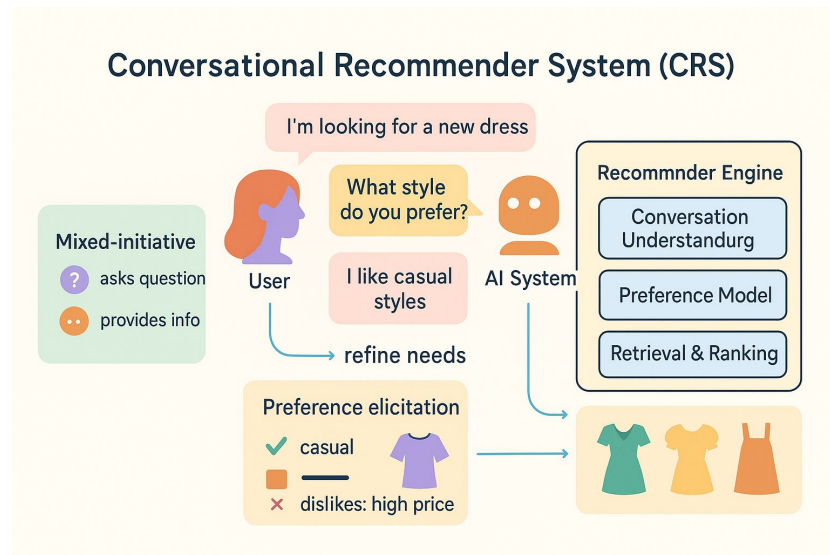 Conversational Recommender System (CRS)
I'm looking for a new dress
What style
do you prefer?
I like casual
styles
User
AI System
refine needs
Mixed-initiative
?
asks question
provides info
Preference elicitation
casual
dislikes: high price
Recommnder Engine
Conversation
Understandurg
Preference Model
Retrieval & Ranking